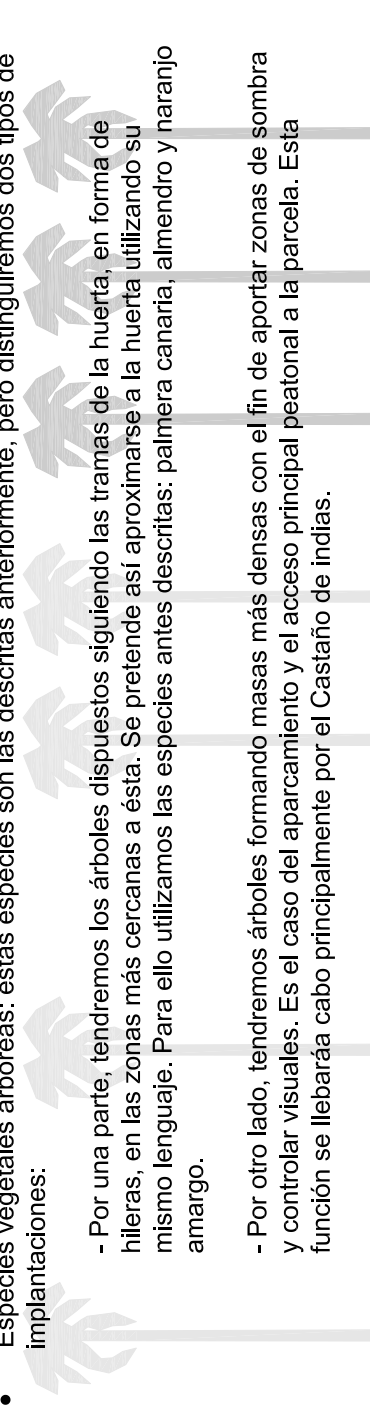 • Especies vegetales arbóreas: estas especies son las descritas anteriormente, pero distinguiremos dos tipos de
implantaciones:
- Por una parte, tendremos los árboles dispuestos siguiendo las tramas de la huerta, en forma de
hileras, en las zonas más cercanas a ésta. Se pretende así aproximarse a la huerta utilizando su
mismo lenguaje. Para ello utilizamos las especies antes descritas: palmera canaria, almendro y naranjo
amargo.
- Por otro lado, tendremos árboles formando masas más densas con el fin de aportar zonas de sombra
y controlar visuales. Es el caso del aparcamiento y el acceso principal peatonal a la parcela. Esta
función se llebaráa cabo principalmente por el Castaño de indias.